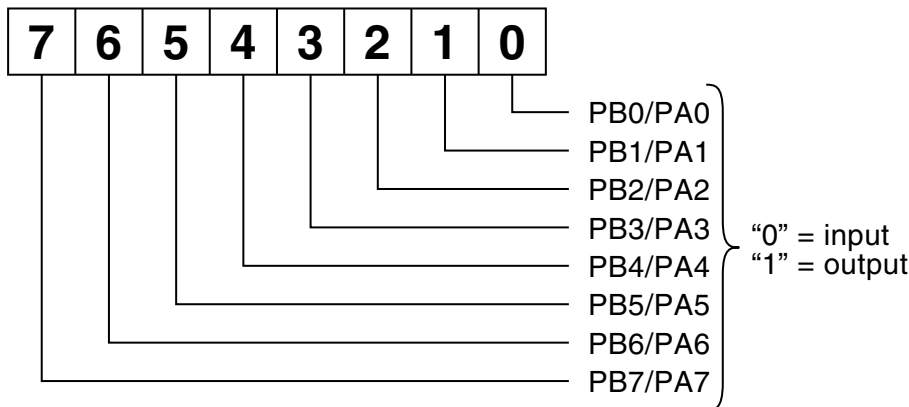 7 6 5 4 3 2 1 0
PB0/PA0
PB1/PA1
PB2/PA2
PB3/PA3
PB4/PA4
PB5/PA5
PB6/PA6
PB7/PA7
“0” = input
“1” = output